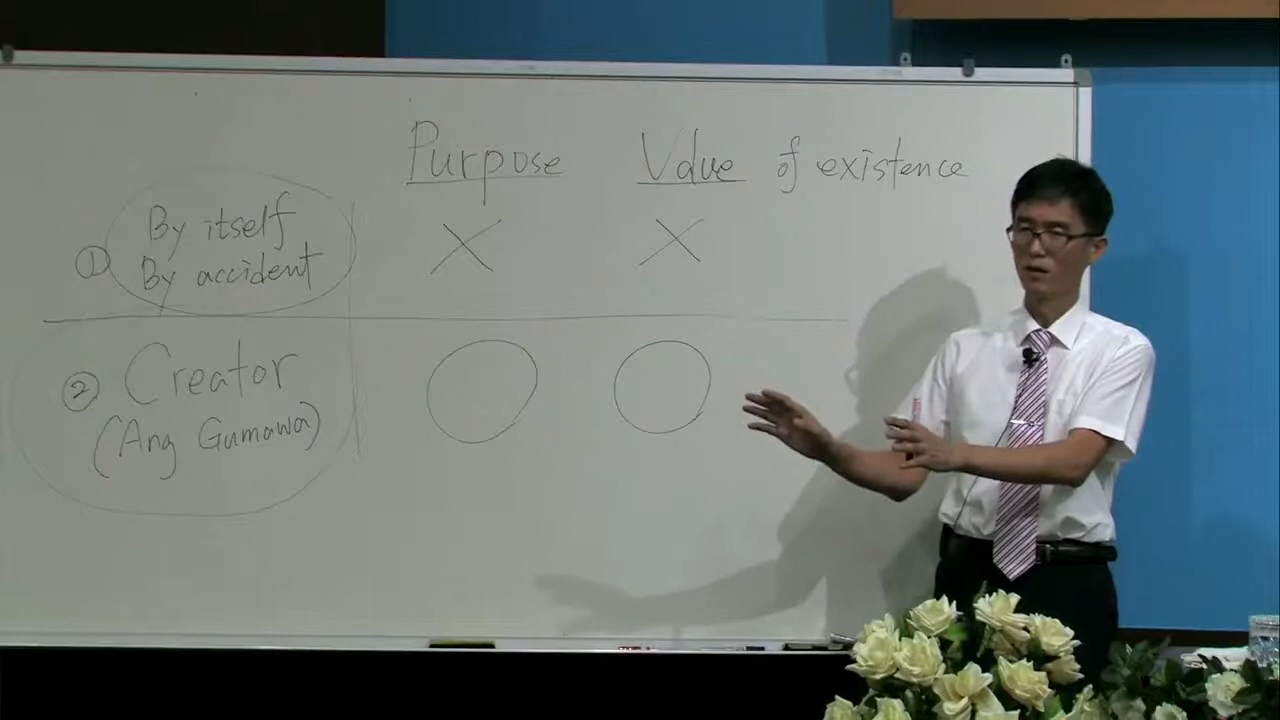 Purpose Value of existence
① By itself
By accident
② Creator
(Ang Gumawa)